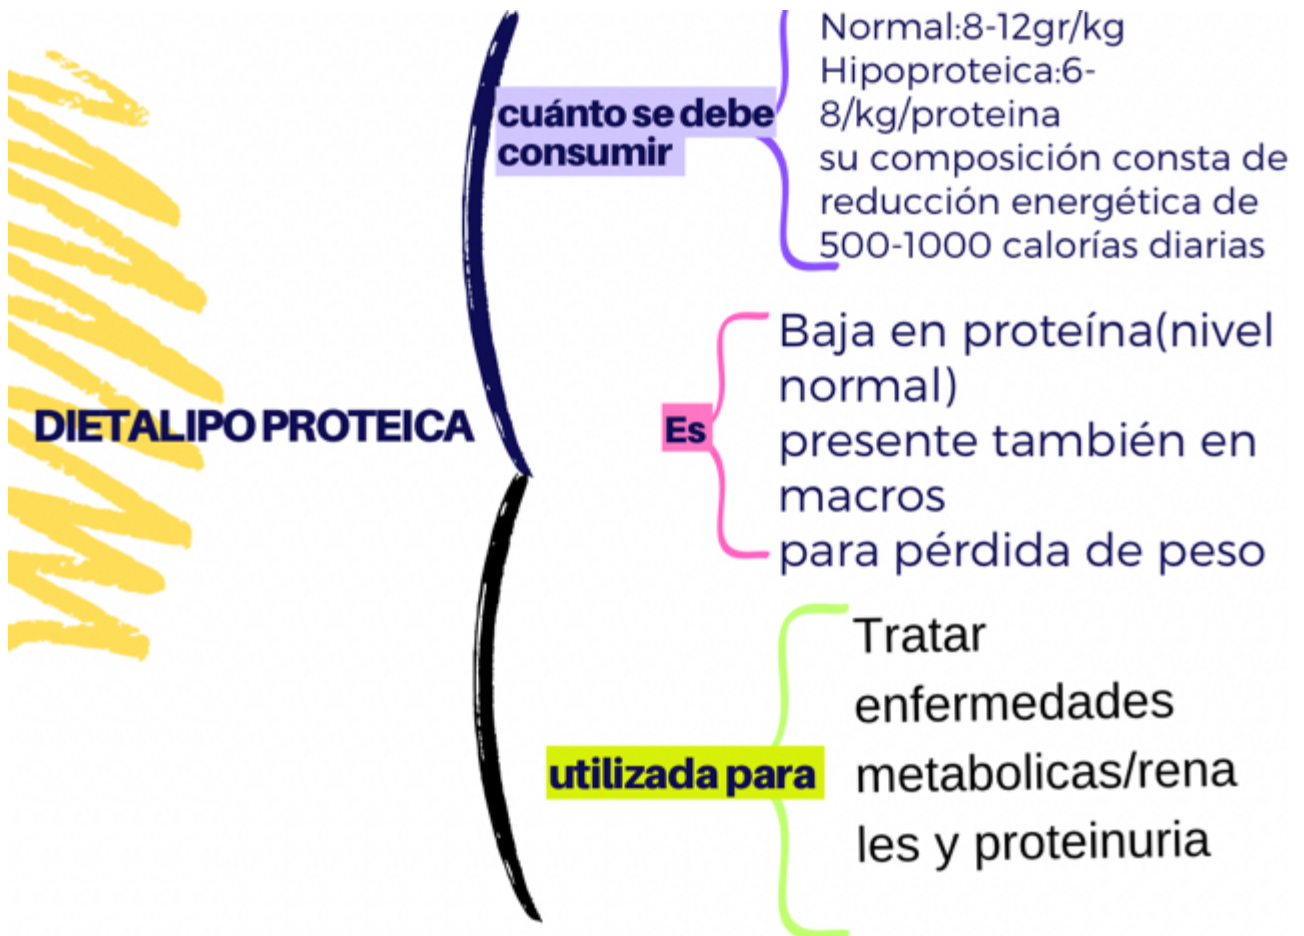 Normal:8-12gr/kg
Hipoproteica:6-
8/kg/proteina
su composición consta de
reducción energética de
500-1000 calorías diarias
cuánto se debe
consumir
DIETALIPO PROTEICA
Es
Baja en proteína(nivel
normal)
presente también en
macros
para pérdida de peso
utilizada para
Tratar
enfermedades
metabolicas/rena
les y proteinuria